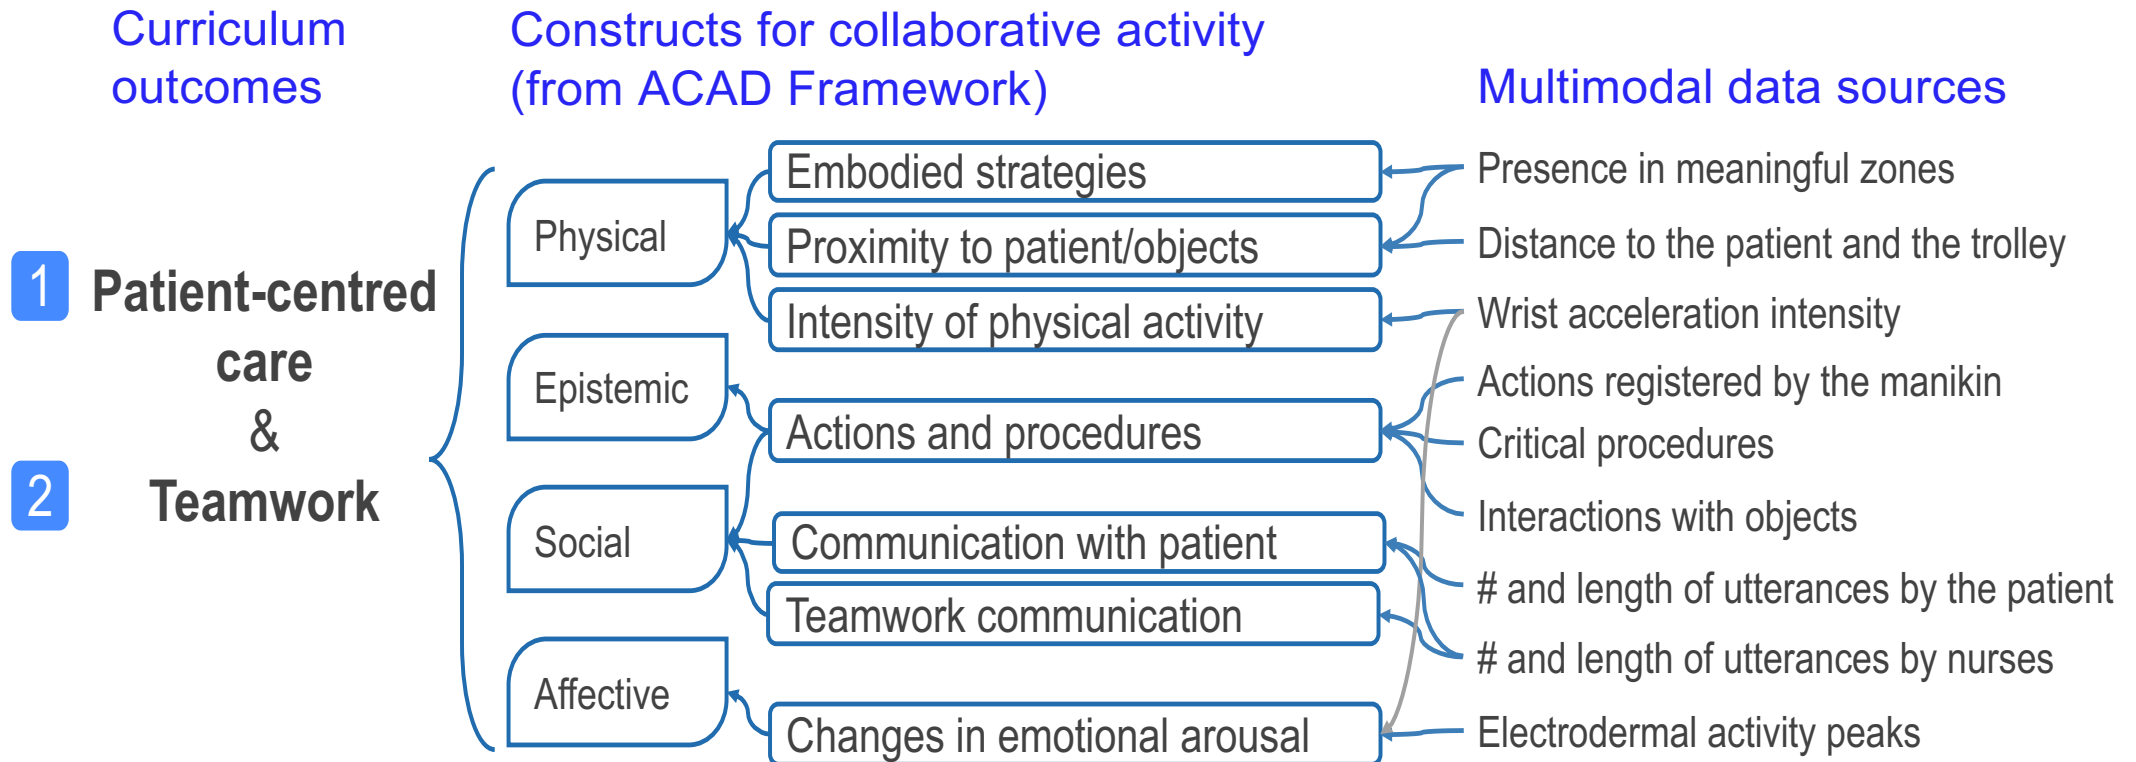 Curriculum
outcomes
Constructs for collaborative activity
(from ACAD Framework)
Multimodal data sources
1
Patient-centred
care
&
2
Teamwork
Physical
Epistemic
Social
Affective
Embodied strategies
Proximity to patient/objects
Intensity of physical activity
Actions and procedures
Communication with patient
Teamwork communication
Changes in emotional arousal
Presence in meaningful zones
Distance to the patient and the trolley
Wrist acceleration intensity
Actions registered by the manikin
Critical procedures
Interactions with objects
# and length of utterances by the patient
# and length of utterances by nurses
Electrodermal activity peaks